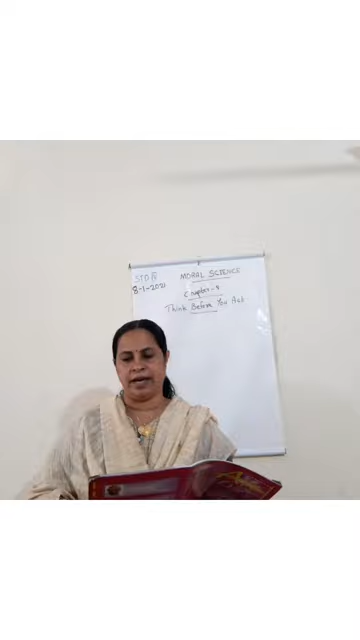 STD
MORAL SCIENCE
8-1-2021
Chapter-9
Think Before You Act